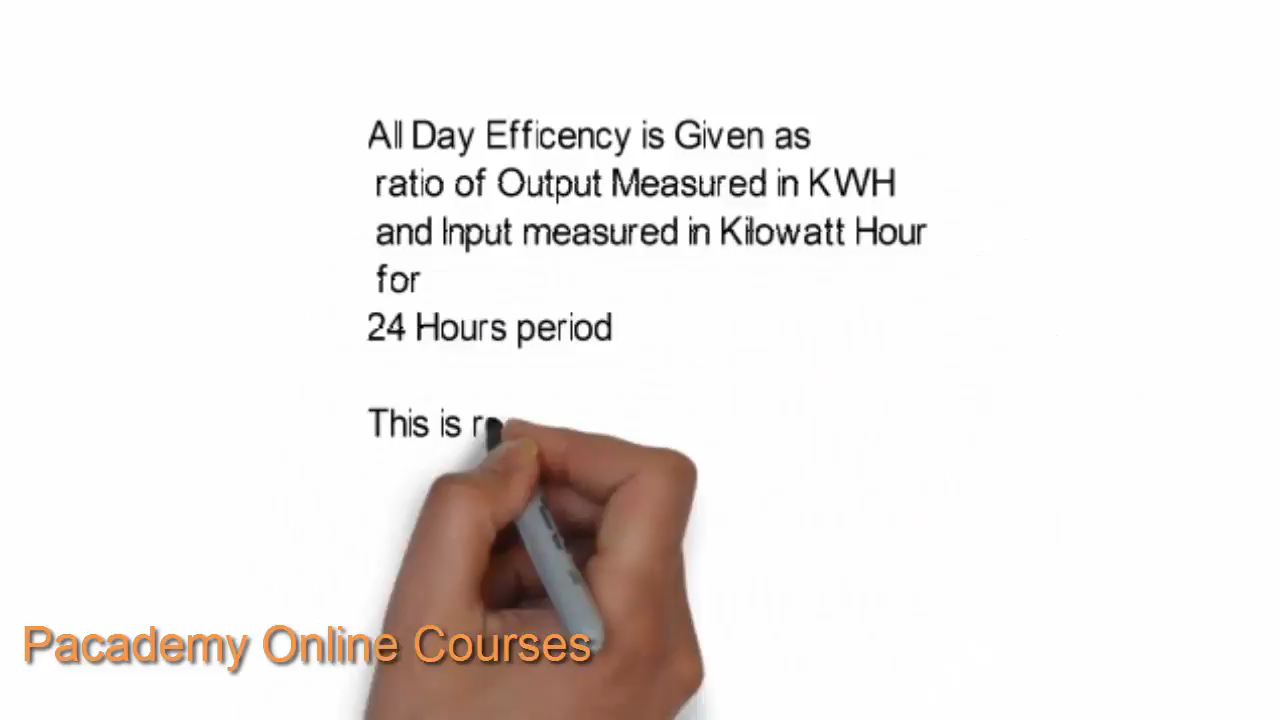 All Day Efficency is Given as
ratio of Output Measured in KWH
and Input measured in Kilowatt Hour
for
24 Hours period
This is
Pacademy Online Courses